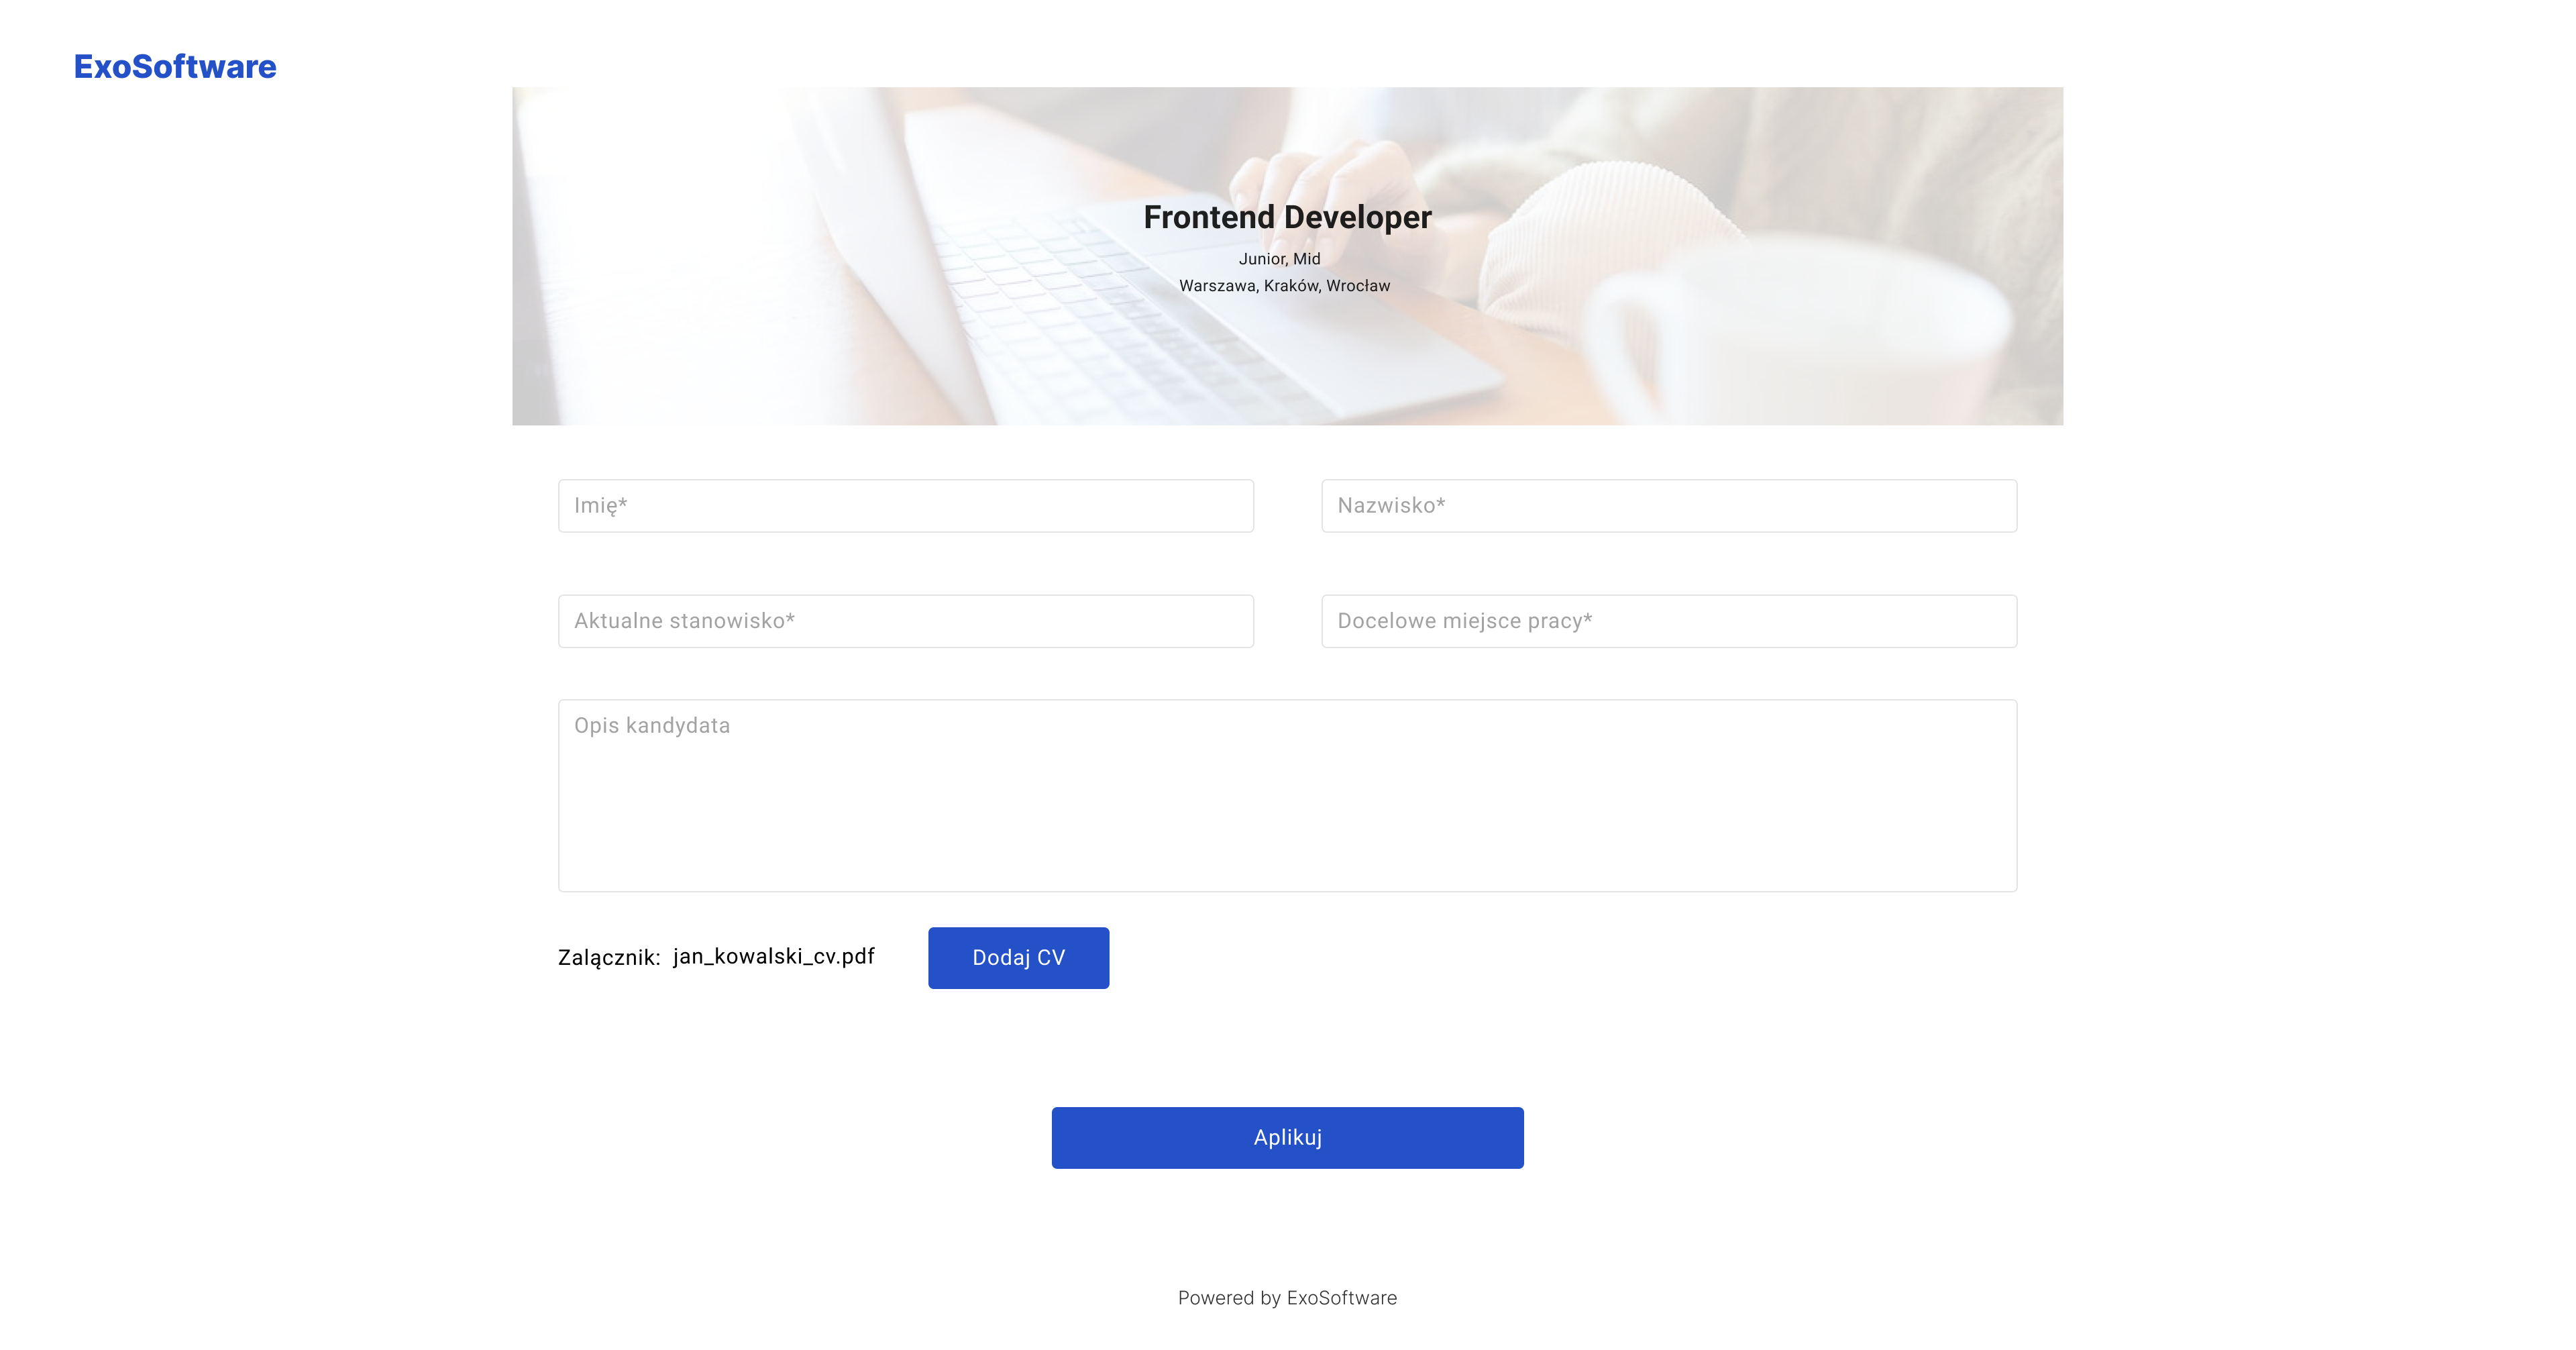 ExoSoftware
Frontend Developer
Junior, Mid
Warszawa, Kraków, Wrocław
Imię*
Nazwisko*
Aktualne stanowisko*
Docelowe miejsce pracy*
Opis kandydata
Zalącznik: jan_kowalski_cv.pdf
Dodaj CV
Aplikuj
Powered by ExoSoftware